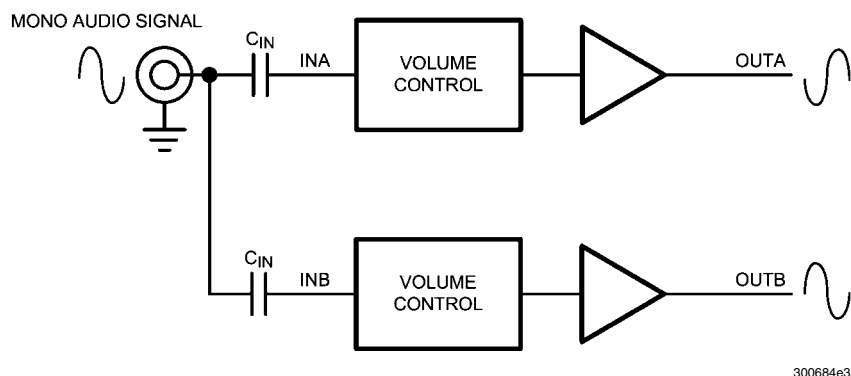 MONO AUDIO SIGNAL
CIN
INA
VOLUME
CONTROL
OUTA
CIN
INB
VOLUME
CONTROL
OUTB
300684e3